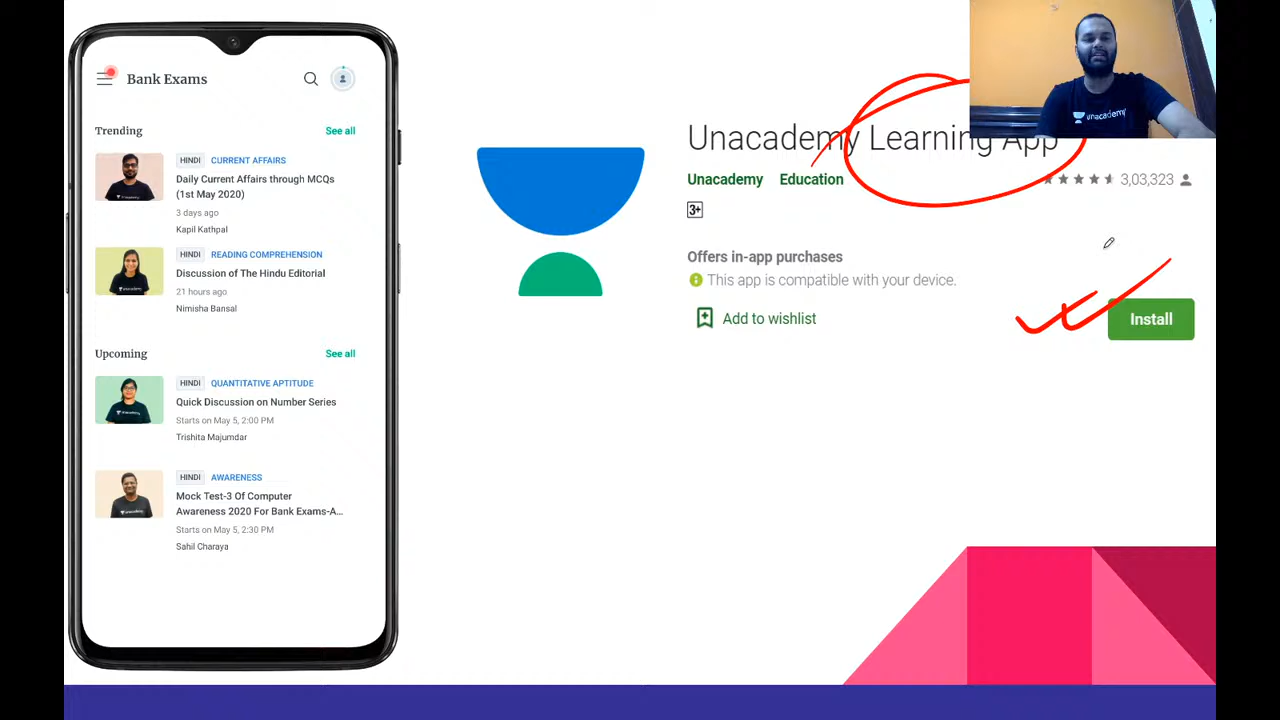 Bank Exams
Trending
See all
HINDI CURRENT AFFAIRS
Daily Current Affairs through MCQs
(1st May 2020)
3 days ago
Kapil Kathpal
HINDI READING COMPREHENSION
Discussion of The Hindu Editorial
21 hours ago
Nimisha Bansal
Upcoming
See all
HINDI QUANTITATIVE APTITUDE
Quick Discussion on Number Series
Starts on May 5, 2:00 PM
Trishita Majumdar
HINDI AWARENESS
Mock Test-3 Of Computer
Awareness 2020 For Bank Exams-A...
Starts on May 5, 2:30 PM
Sahil Charaya
unacademy
Unacademy Learning App
Unacademy Education
3,03,323
3+
Offers in-app purchases
This app is compatible with your device.
Add to wishlist
Install